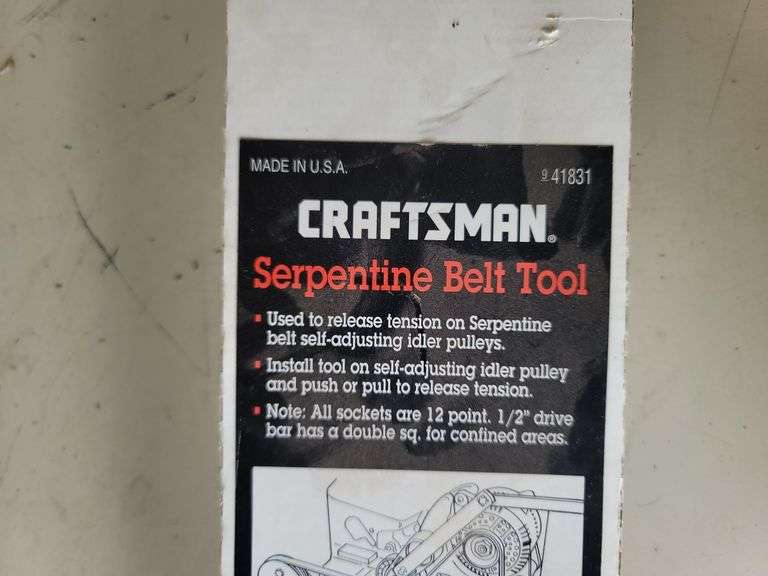 MADE IN U.S.A.
9 41831
CRAFTSMAN®
Serpentine Belt Tool
▪ Used to release tension on Serpentine
belt self-adjusting idler pulleys.
▪ Install tool on self-adjusting idler pulley
and push or pull to release tension.
▪ Note: All sockets are 12 point. 1/2" drive
bar has a double sq. for confined areas.